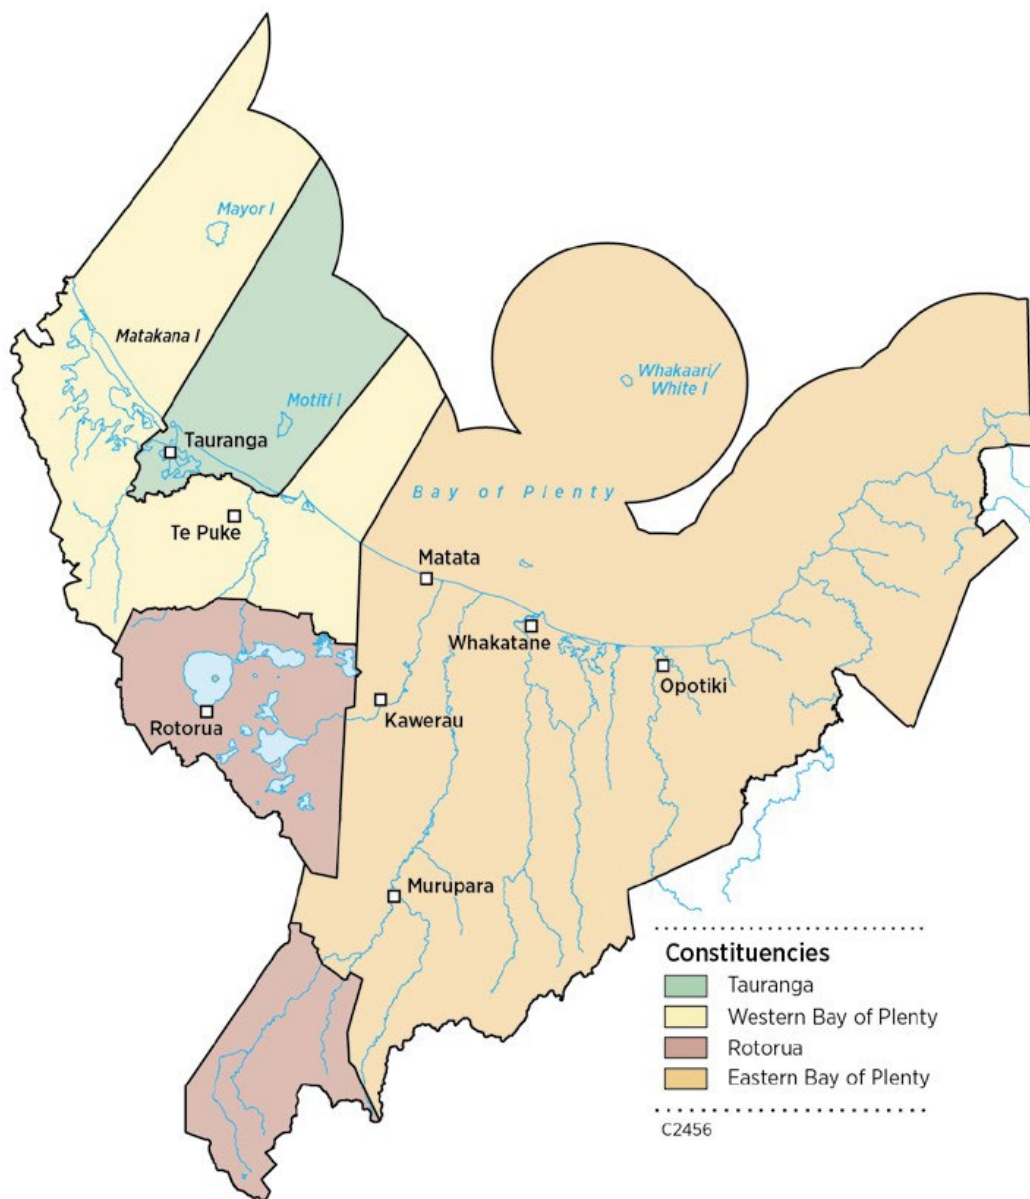 Mayor I
Matakana I
Motiti I
Whakaari/
White I
Tauranga
Bay of Plenty
Te Puke
Matata
Whakatane
Opotiki
Kawerau
Rotorua
Murupara
Constituencies
Tauranga
Western Bay of Plenty
Rotorua
Eastern Bay of Plenty
C2456